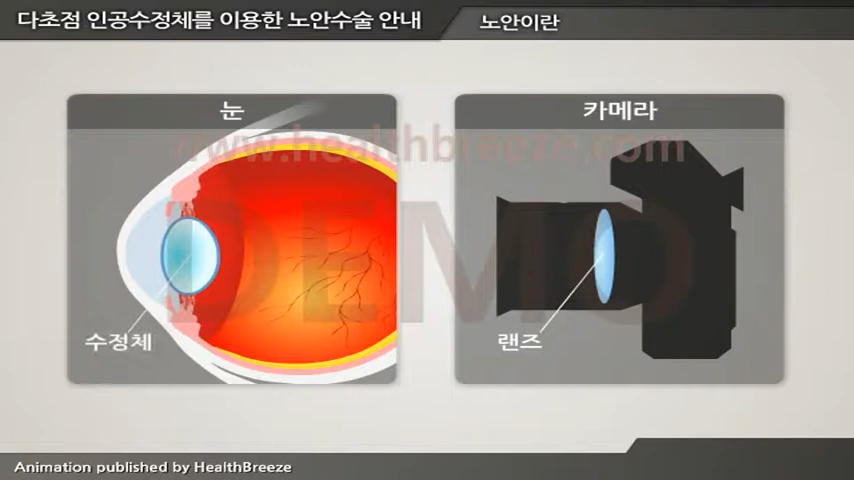 다초점 인공수정체를 이용한 노안수술 안내
노안이란
눈
카메라
www.healthbreeze.com
DEMO
수정체
랜즈
Animation published by HealthBreeze